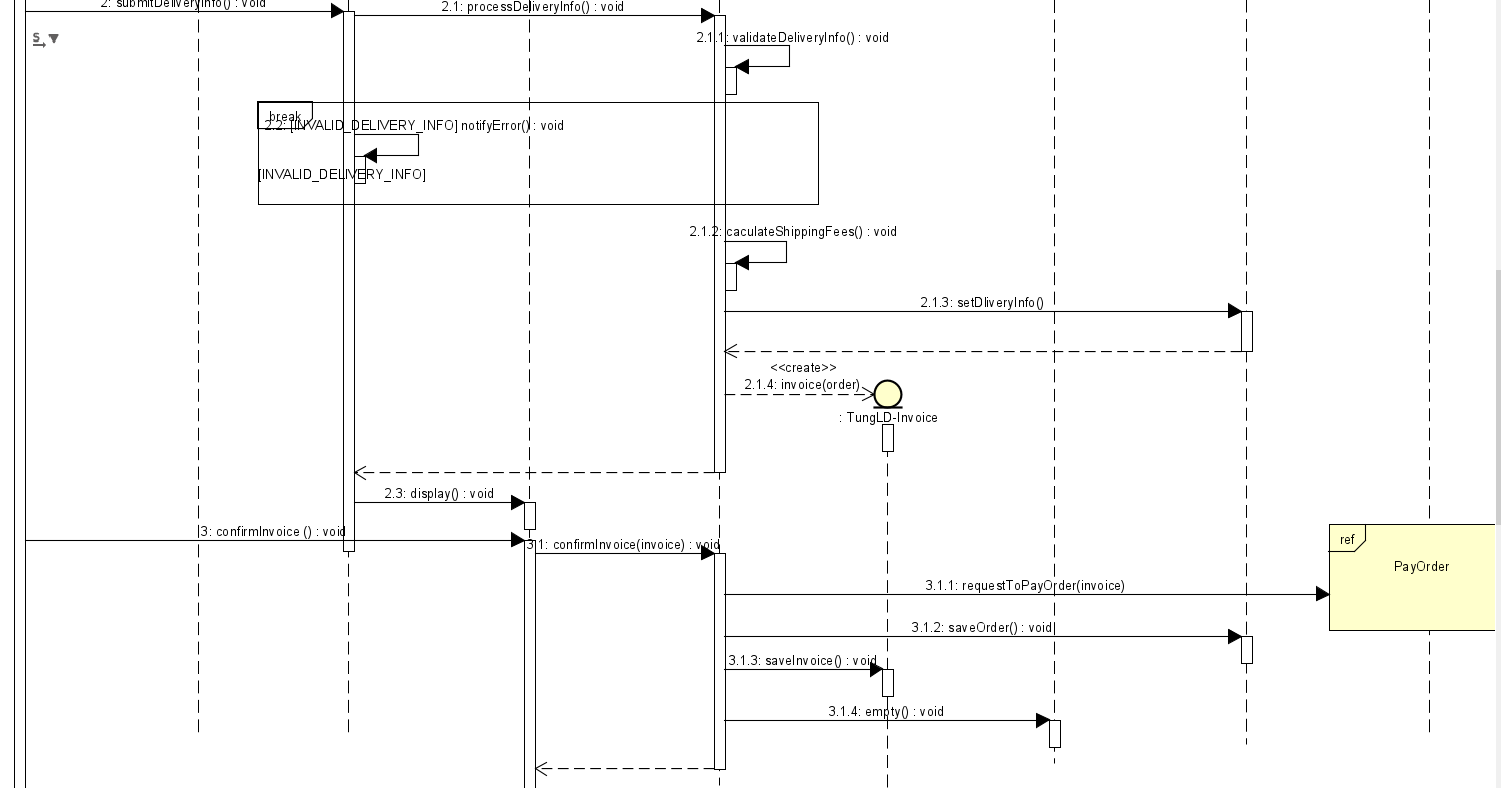 2: submitDeliveryInfo() : void
2.1: processDeliveryInfo() : void
S
2.1.1: validateDeliveryInfo() : void
break
2.2: [INVALID_DELIVERY_INFO] notifyError() : void
[INVALID_DELIVERY_INFO]
2.1.2: caculateShippingFees() : void
2.1.3: setDliveryInfo()
<<create>>
2.1.4: invoice(order)
: TungLD-Invoice
2.3: display() : void
3: confirmInvoice () : void
3.1: confirmInvoice(invoice) : void
ref
PayOrder
3.1.1: requestToPayOrder(invoice)
3.1.2: saveOrder() : void
3.1.3: saveInvoice() : void
3.1.4: empty() : void